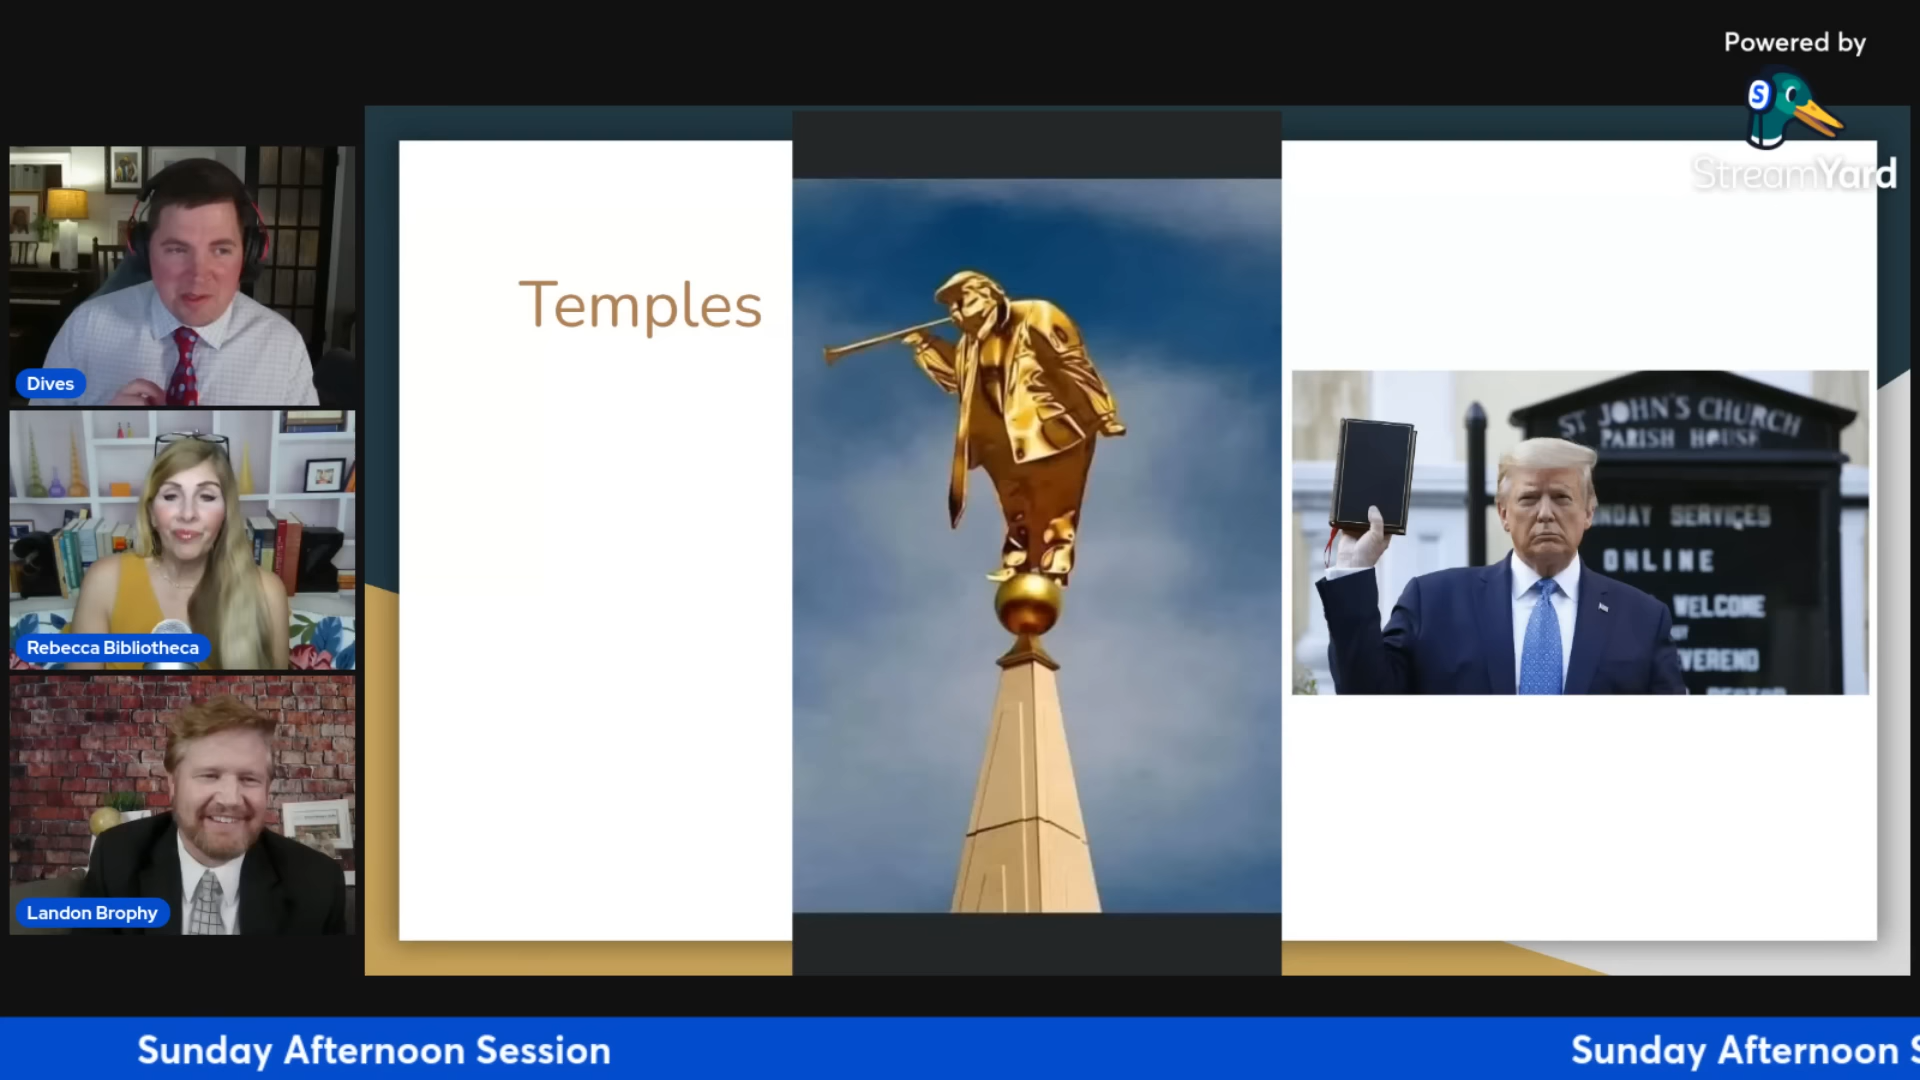 Powered by
StreamYard
Temples
ST JOHN'S CHURCH
PARISH HOUSE
SERVICES
ONLINE
WELCOME
Dives
Rebecca Bibliotheca
Landon Brophy
Sunday Afternoon Session
Sunday Afternoon S